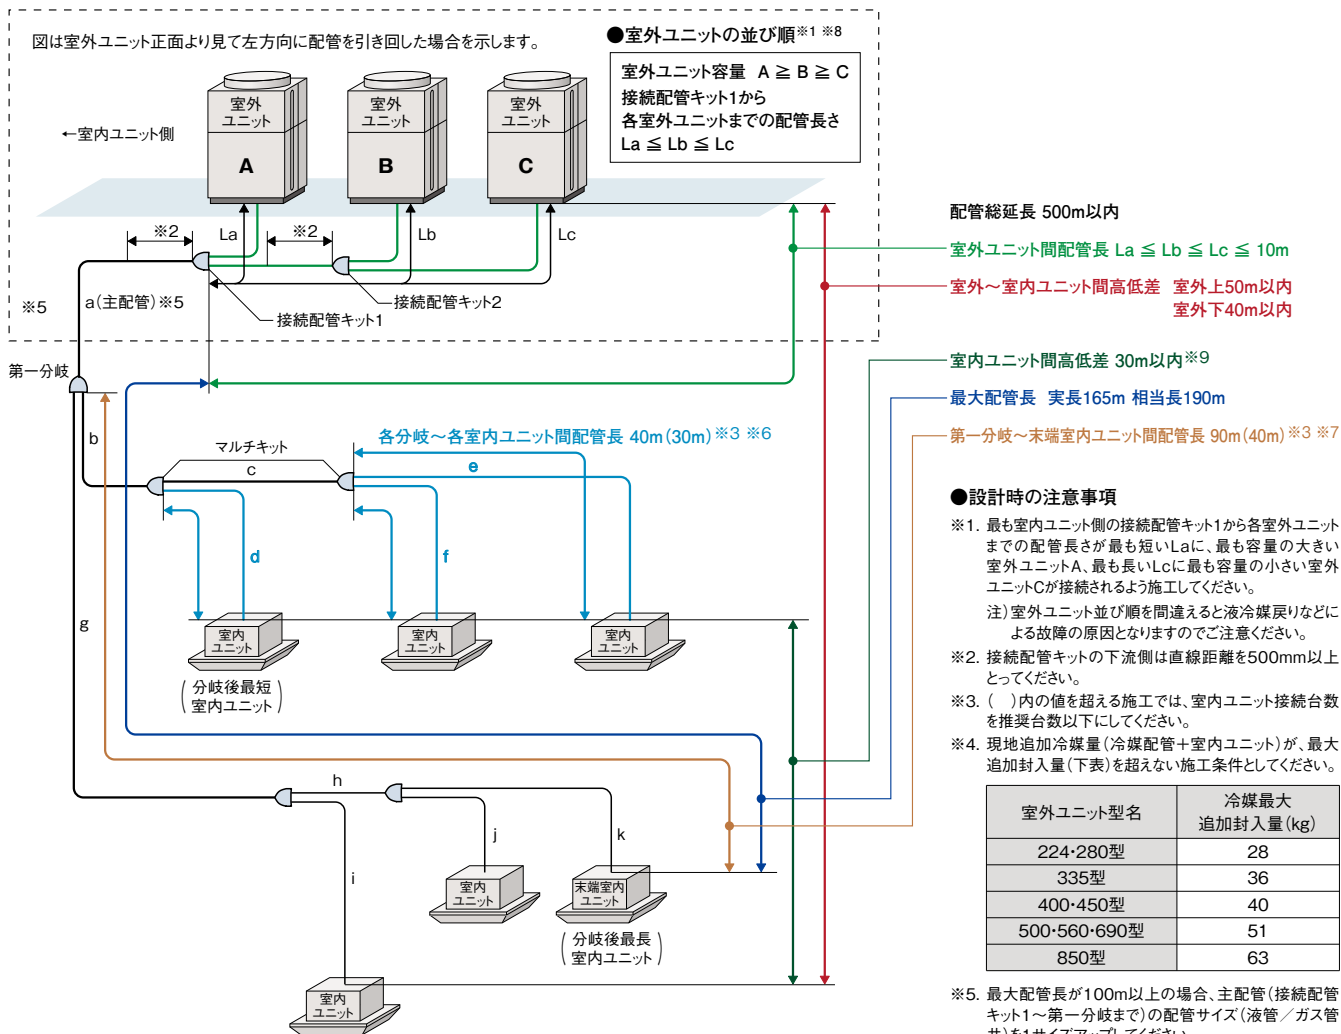 図は室外ユニット正面より見て左方向に配管を引き回した場合を示します。
●室外ユニットの並び順※1 ※8
室外ユニット容量 A ≧ B ≧ C
接続配管キット1から
各室外ユニットまでの配管長さ
La ≦ Lb ≦ Lc
←室内ユニット側
室外
ユニット
A
室外
ユニット
B
室外
ユニット
C
※2
La
※2
Lb
Lc
※5
a(主配管)※5
接続配管キット1
接続配管キット2
第一分岐
配管総延長 500m以内
室外ユニット間配管長 La ≦ Lb ≦ Lc ≦ 10m
室外～室内ユニット間高低差 室外上50m以内
室外下40m以内
室内ユニット間高低差 30m以内※9
最大配管長 実長165m 相当長190m
第一分岐～末端室内ユニット間配管長 90m(40m)※3 ※7
b
マルチキット
c
各分岐～各室内ユニット間配管長 40m(30m)※3 ※6
e
d
f
g
室内
ユニット
(分岐後最短
室内ユニット)
室内
ユニット
室内
ユニット
h
i
j
k
室内
ユニット
末端室内
ユニット
(分岐後最長
室内ユニット)
室内
ユニット
●設計時の注意事項
※1. 最も室内ユニット側の接続配管キット1から各室外ユニット
までの配管長さが最も短いLaに、最も容量の大きい
室外ユニットA、最も長いLcに最も容量の小さい室外
ユニットCが接続されるよう施工してください。
注)室外ユニット並び順を間違えると液冷媒戻りなどに
よる故障の原因となりますのでご注意ください。
※2. 接続配管キットの下流側は直線距離を500mm以上
とってください。
※3. ( )内の値を超える施工では、室内ユニット接続台数
を推奨台数以下にしてください。
※4. 現地追加冷媒量(冷媒配管+室内ユニット)が、最大
追加封入量(下表)を超えない施工条件としてください。
室外ユニット型名
冷媒最大
追加封入量(kg)
224・280型 28
335型 36
400・450型 40
500・560・690型 51
850型 63
※5. 最大配管長が100m以上の場合、主配管(接続配管
キット1～第一分岐まで)の配管サイズ(液管/ガス管
共)を1サイズアップしてください。